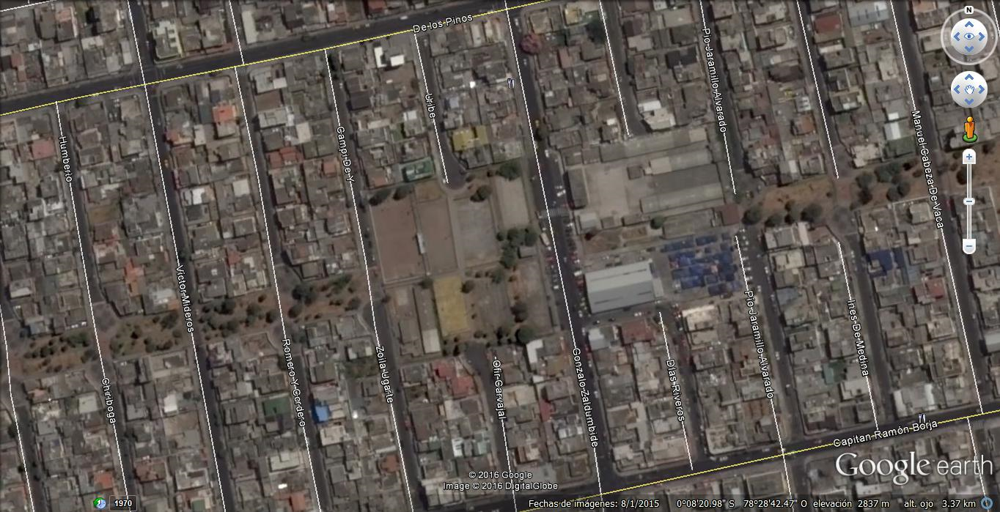 De los Pinos
N
Pio-Jaramillo-Alvarado
Uribe
Manuel-Cabeza-De-Vaca
Humberto
Campi-De-Y
Victor-Mideros
Pio-Jaramillo-Alvarado
Ines-De-Medina
Romero-Y-Cordero
Zoila-Ugarte
Gonzalo-Zaldumbide
Ofir-Carvajal
Dias-Riveros
Chiriboga
Capitan Ramón Borja
Google earth
© 2016 Google
Image © 2016 DigitalGlobe
1970
Fechas de imágenes: 8/1/2015 0°08'20.98" S 78°28'42.47" O elevación 2837 m alt. ojo 3.37 km